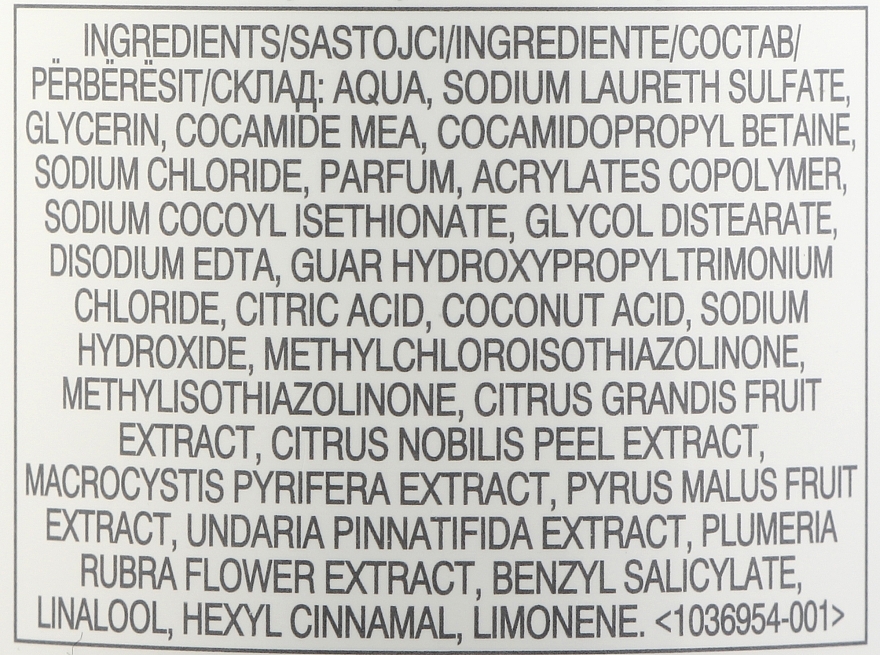 INGREDIENTS/SASTOJCI/INGREDIENTE/СОСТАВ/
PËRBËRËSIT/СКЛАД: AQUA, SODIUM LAURETH SULFATE,
GLYCERIN, COCAMIDE MEA, COCAMIDOPROPYL BETAINE,
SODIUM CHLORIDE, PARFUM, ACRYLATES COPOLYMER,
SODIUM COCOYL ISETHIONATE, GLYCOL DISTEARATE,
DISODIUM EDTA, GUAR HYDROXYPROPYLTRIMONIUM
CHLORIDE, CITRIC ACID, COCONUT ACID, SODIUM
HYDROXIDE, METHYLCHLOROISOTHIAZOLINONE,
METHYLISOTHIAZOLINONE, CITRUS GRANDIS FRUIT
EXTRACT, CITRUS NOBILIS PEEL EXTRACT,
MACROCYSTIS PYRIFERA EXTRACT, PYRUS MALUS FRUIT
EXTRACT, UNDARIA PINNATIFIDA EXTRACT, PLUMERIA
RUBRA FLOWER EXTRACT, BENZYL SALICYLATE,
LINALOOL, HEXYL CINNAMAL, LIMONENE. <1036954-001>